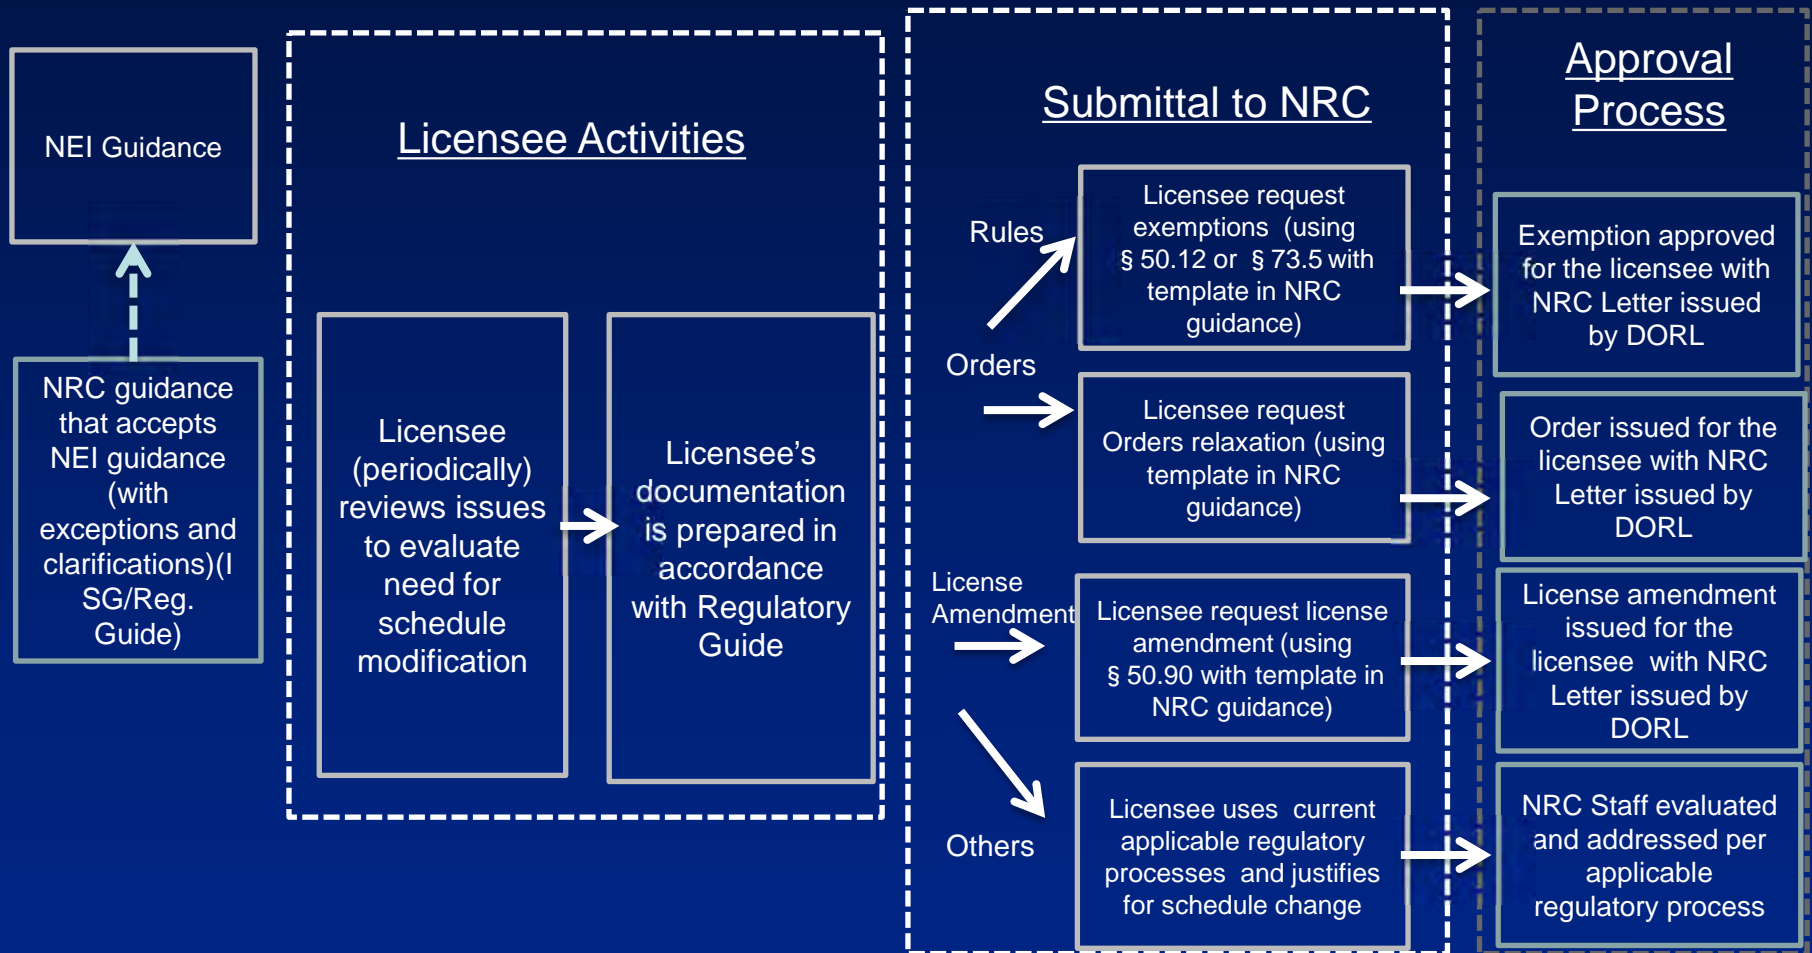 NEI Guidance
NRC guidance
that accepts
NEI guidance
(with
exceptions and
clarifications)(I
SG/Reg.
Guide)
Licensee Activities
Licensee
(periodically)
reviews issues
to evaluate
need for
schedule
modification
Licensee’s
documentation
is prepared in
accordance
with Regulatory
Guide
Submittal to NRC
Rules
Licensee request
exemptions (using
§ 50.12 or § 73.5 with
template in NRC
guidance)
Orders
Licensee request
Orders relaxation (using
template in NRC
guidance)
License
Amendment
Licensee request license
amendment (using
§ 50.90 with template in
NRC guidance)
Others
Licensee uses current
applicable regulatory
processes and justifies
for schedule change
Approval
Process
Exemption approved
for the licensee with
NRC Letter issued
by DORL
Order issued for the
licensee with NRC
Letter issued by
DORL
License amendment
issued for the
licensee with NRC
Letter issued by
DORL
NRC Staff evaluated
and addressed per
applicable
regulatory process